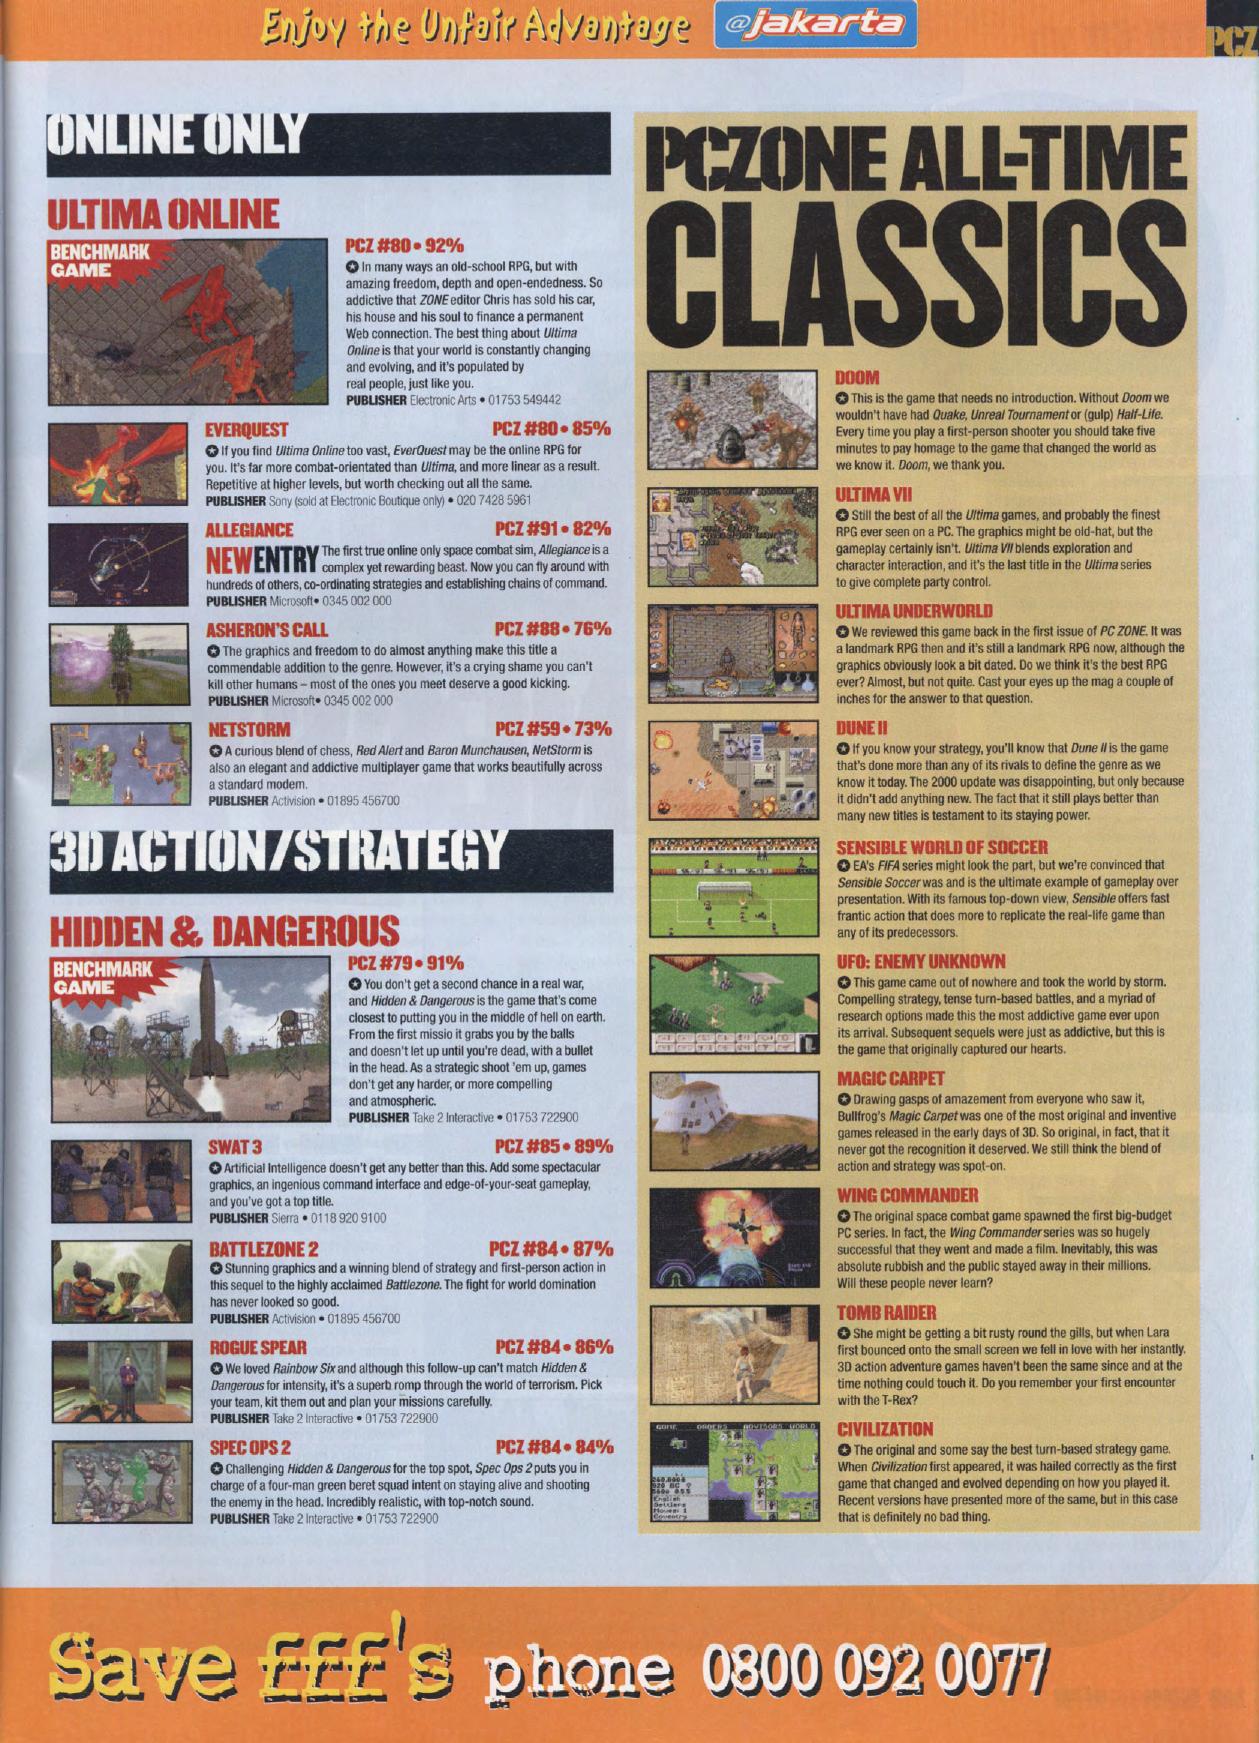 Enjoy the Unfair Advantage
@jakarta
PCZ
ONLINE ONLY
ULTIMA ONLINE
BENCHMARK
GAME
PCZ #80 • 92%
In many ways an old-school RPG, but with
amazing freedom, depth and open-endedness. So
addictive that ZONE editor Chris has sold his car,
his house and his soul to finance a permanent
Web connection. The best thing about Ultima
Online is that your world is constantly changing
and evolving, and it's populated by
real people, just like you.
PUBLISHER Electronic Arts • 01753 549442
EVERQUEST PCZ #80 • 85%
If you find Ultima Online too vast, EverQuest may be the online RPG for
you. It's far more combat-orientated than Ultima, and more linear as a result.
Repetitive at higher levels, but worth checking out all the same.
PUBLISHER Sony (sold at Electronic Boutique only) • 020 7428 5961
ALLEGIANCE PCZ #91 • 82%
NEW ENTRY The first true online only space combat sim, Allegiance is a
complex yet rewarding beast. Now you can fly around with
hundreds of others, co-ordinating strategies and establishing chains of command.
PUBLISHER Microsoft • 0345 002 000
ASHERON'S CALL PCZ #88 • 76%
The graphics and freedom to do almost anything make this title a
commendable addition to the genre. However, it's a crying shame you can't
kill other humans – most of the ones you meet deserve a good kicking.
PUBLISHER Microsoft • 0345 002 000
NETSTORM PCZ #59 • 73%
A curious blend of chess, Red Alert and Baron Munchausen, NetStorm is
also an elegant and addictive multiplayer game that works beautifully across
a standard modem.
PUBLISHER Activision • 01895 456700
3D ACTION/STRATEGY
HIDDEN & DANGEROUS
BENCHMARK
GAME
PCZ #79 • 91%
You don't get a second chance in a real war,
and Hidden & Dangerous is the game that's come
closest to putting you in the middle of hell on earth.
From the first missio it grabs you by the balls
and doesn't let up until you're dead, with a bullet
in the head. As a strategic shoot 'em up, games
don't get any harder, or more compelling
and atmospheric.
PUBLISHER Take 2 Interactive • 01753 722900
SWAT 3 PCZ #85 • 89%
Artificial Intelligence doesn't get any better than this. Add some spectacular
graphics, an ingenious command interface and edge-of-your-seat gameplay,
and you've got a top title.
PUBLISHER Sierra • 0118 920 9100
BATTLEZONE 2 PCZ #84 • 87%
Stunning graphics and a winning blend of strategy and first-person action in
this sequel to the highly acclaimed Battlezone. The fight for world domination
has never looked so good.
PUBLISHER Activision • 01895 456700
ROGUE SPEAR PCZ #84 • 86%
We loved Rainbow Six and although this follow-up can't match Hidden &
Dangerous for intensity, it's a superb romp through the world of terrorism. Pick
your team, kit them out and plan your missions carefully.
PUBLISHER Take 2 Interactive • 01753 722900
SPEC OPS 2 PCZ #84 • 84%
Challenging Hidden & Dangerous for the top spot, Spec Ops 2 puts you in
charge of a four-man green beret squad intent on staying alive and shooting
the enemy in the head. Incredibly realistic, with top-notch sound.
PUBLISHER Take 2 Interactive • 01753 722900
PCZONE ALL-TIME
CLASSICS
DOOM
This is the game that needs no introduction. Without Doom we
wouldn't have had Quake, Unreal Tournament or (gulp) Half-Life.
Every time you play a first-person shooter you should take five
minutes to pay homage to the game that changed the world as
we know it. Doom, we thank you.
ULTIMA VII
Still the best of all the Ultima games, and probably the finest
RPG ever seen on a PC. The graphics might be old-hat, but the
gameplay certainly isn't. Ultima VII blends exploration and
character interaction, and it's the last title in the Ultima series
to give complete party control.
ULTIMA UNDERWORLD
We reviewed this game back in the first issue of PC ZONE. It was
a landmark RPG then and it's still a landmark RPG now, although the
graphics obviously look a bit dated. Do we think it's the best RPG
ever? Almost, but not quite. Cast your eyes up the mag a couple of
inches for the answer to that question.
DUNE II
If you know your strategy, you'll know that Dune II is the game
that's done more than any of its rivals to define the genre as we
know it today. The 2000 update was disappointing, but only because
it didn't add anything new. The fact that it still plays better than
many new titles is testament to its staying power.
SENSIBLE WORLD OF SOCCER
EA's FIFA series might look the part, but we're convinced that
Sensible Soccer was and is the ultimate example of gameplay over
presentation. With its famous top-down view, Sensible offers fast
frantic action that does more to replicate the real-life game than
any of its predecessors.
UFO: ENEMY UNKNOWN
This game came out of nowhere and took the world by storm.
Compelling strategy, tense turn-based battles, and a myriad of
research options made this the most addictive game ever upon
its arrival. Subsequent sequels were just as addictive, but this is
the game that originally captured our hearts.
MAGIC CARPET
Drawing gasps of amazement from everyone who saw it,
Bullfrog's Magic Carpet was one of the most original and inventive
games released in the early days of 3D. So original, in fact, that it
never got the recognition it deserved. We still think the blend of
action and strategy was spot-on.
WING COMMANDER
The original space combat game spawned the first big-budget
PC series. In fact, the Wing Commander series was so hugely
successful that they went and made a film. Inevitably, this was
absolute rubbish and the public stayed away in their millions.
Will these people never learn?
TOMB RAIDER
She might be getting a bit rusty round the gills, but when Lara
first bounced onto the small screen we fell in love with her instantly.
3D action adventure games haven't been the same since and at the
time nothing could touch it. Do you remember your first encounter
with the T-Rex?
GAME ORDERS ADVISORS WORLD
English
Settlers
Moves: 1
Coventry
CIVILIZATION
The original and some say the best turn-based strategy game.
When Civilization first appeared, it was hailed correctly as the first
game that changed and evolved depending on how you played it.
Recent versions have presented more of the same, but in this case
that is definitely no bad thing.
Save fff's phone 0800 092 0077